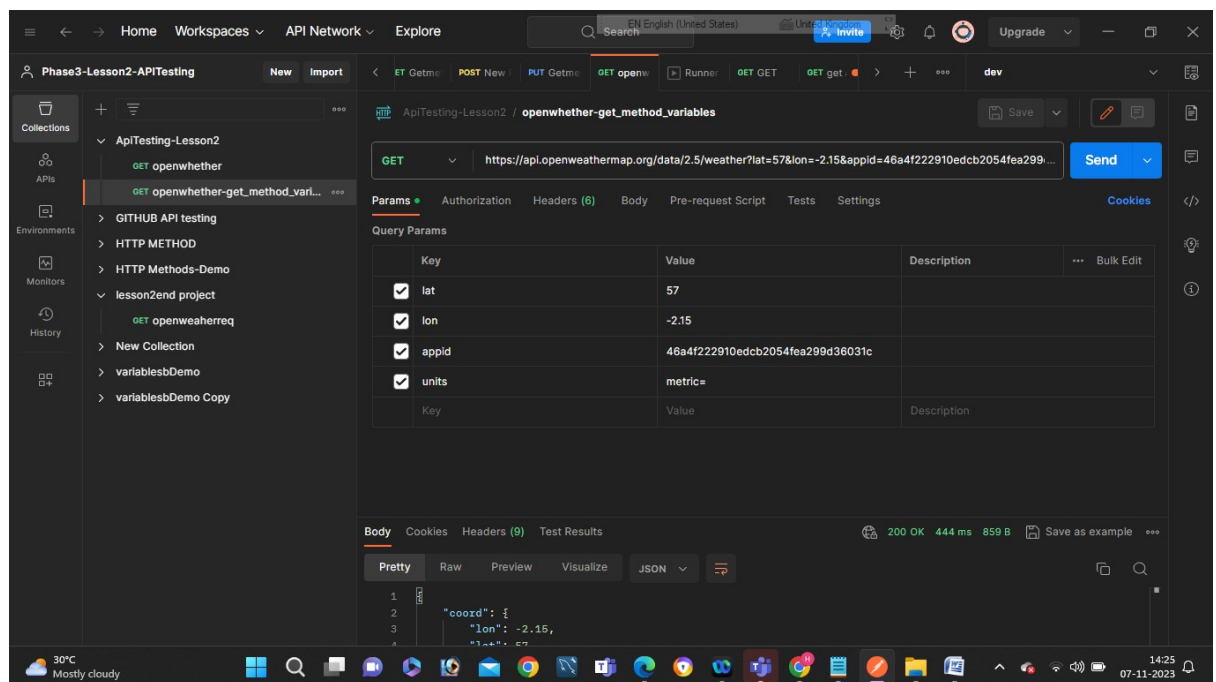 Home Workspaces API Network Explore Search EN English (United States) United Kingdom Invite Upgrade
Phase3-Lesson2-APITesting New Import ET Getme POST New PUT Getme GET openw Runner GET GET GET get dev
Collections
APIs
Environments
Monitors
History
ApiTesting-Lesson2
GET openwhether
GET openwhether-get_method_vari...
GITHUB API testing
HTTP METHOD
HTTP Methods-Demo
lesson2end project
GET openweaherreq
New Collection
variablesbDemo
variablesbDemo Copy
HTTP ApiTesting-Lesson2 / openwhether-get_method_variables Save
GET https://api.openweathermap.org/data/2.5/weather?lat=57&lon=-2.15&appid=46a4f222910edcb2054fea299 ... Send
Params Authorization Headers (6) Body Pre-request Script Tests Settings Cookies
Query Params
Key Value Description Bulk Edit
lat 57
lon -2.15
appid 46a4f222910edcb2054fea299d36031c
units metric=
Key Value Description
Body Cookies Headers (9) Test Results 200 OK 444 ms 859 B Save as example
Pretty Raw Preview Visualize JSON
1 {
2 "coord": {
3 "lon": -2.15,
4 "lat": 57
30°C
Mostly cloudy
14:25
07-11-2023